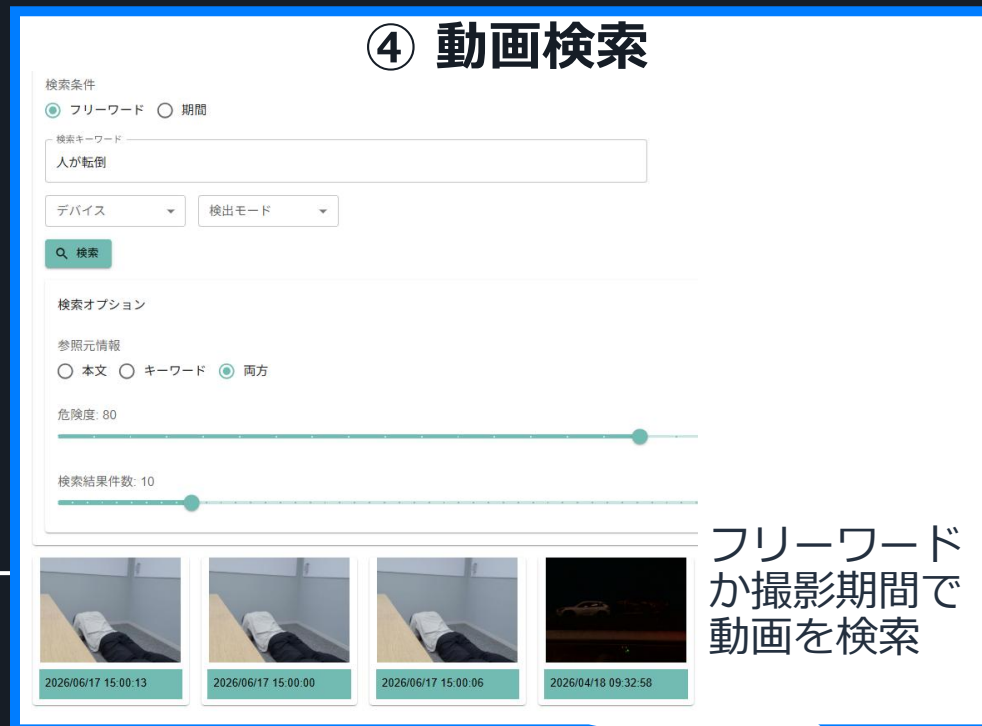 ④ 動画検索
検索条件
フリーワード 期間
検索キーワード
人が転倒
デバイス 検出モード
検索
検索オプション
参照元情報
本文 キーワード 両方
危険度: 80
検索結果件数: 10
2026/06/17 15:00:13 2026/06/17 15:00:00 2026/06/17 15:00:06 2026/04/18 09:32:58
フリーワード
か撮影期間で
動画を検索